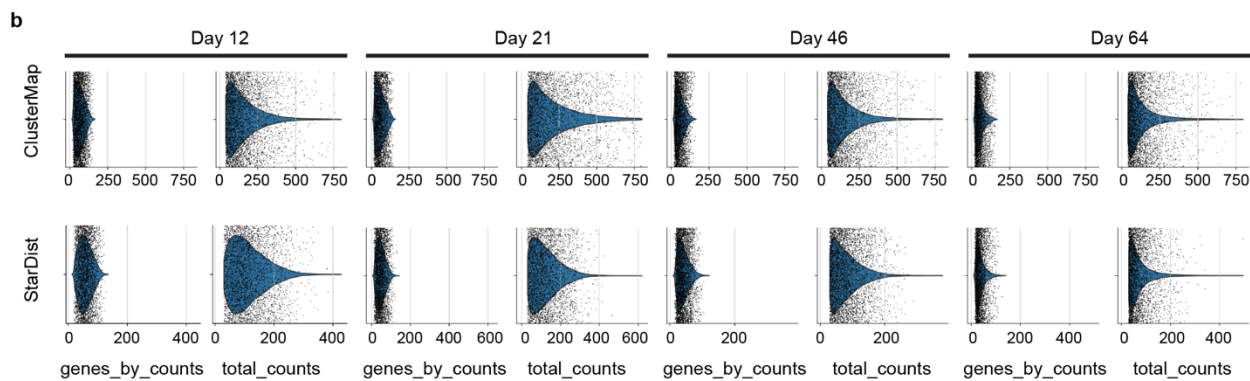 b
Day 12 Day 21 Day 46 Day 64
ClusterMap
0 250 500 750 0 250 500 750 0 250 500 750 0 250 500 750 0 250 500 750 0 250 500 750 0 250 500 750 0 250 500 750
StarDist
0 200 400 0 200 400 0 200 400 600 0 200 400 600 0 200 0 200 0 200 400 0 200 400
genes_by_counts total_counts genes_by_counts total_counts genes_by_counts total_counts genes_by_counts total_counts